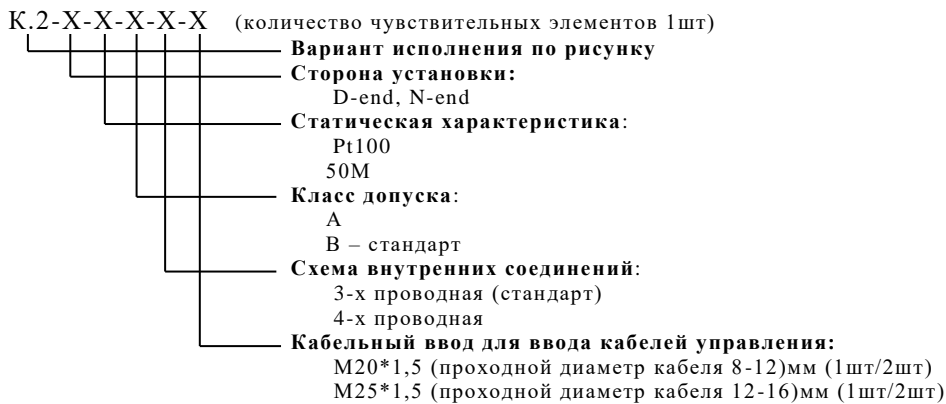 К.2-X-X-X-X-X (количество чувствительных элементов 1шт)
Вариант исполнения по рисунку
Сторона установки:
D-end, N-end
Статическая характеристика:
Pt100
50М
Класс допуска:
А
В – стандарт
Схема внутренних соединений:
3-х проводная (стандарт)
4-х проводная
Кабельный ввод для ввода кабелей управления:
М20*1,5 (проходной диаметр кабеля 8-12)мм (1шт/2шт)
М25*1,5 (проходной диаметр кабеля 12-16)мм (1шт/2шт)